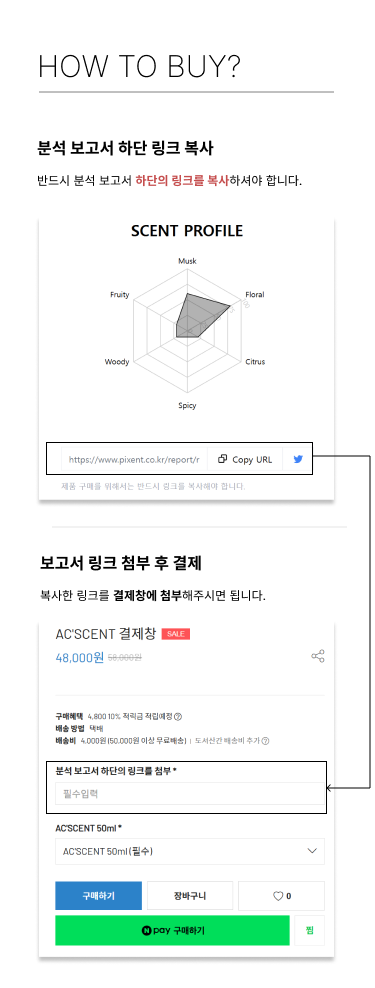 HOW TO BUY?
분석 보고서 하단 링크 복사
반드시 분석 보고서 하단의 링크를 복사하셔야 합니다.
SCENT PROFILE
Musk
Fruity
Floral
Woody
Citrus
Spicy
https://www.pixent.co.kr/report/r
Copy URL
제품 구매를 위해서는 반드시 링크를 복사해야 합니다.
보고서 링크 첨부 후 결제
복사한 링크를 결제창에 첨부해주시면 됩니다.
AC'SCENT 결제창 SALE
48,000원 58,000원
구매혜택 4,800 10% 적릭금 적립예정 ?
배송 방법 택배
배송비 4,000원 (50,000원 이상 무료배송) | 도서산간 배송비 추가 ?
분석 보고서 하단의 링크를 첨부 *
필수입력
AC'SCENT 50ml *
AC'SCENT 50ml (필수)
구매하기
장바구니
0
N pay 구매하기
찜